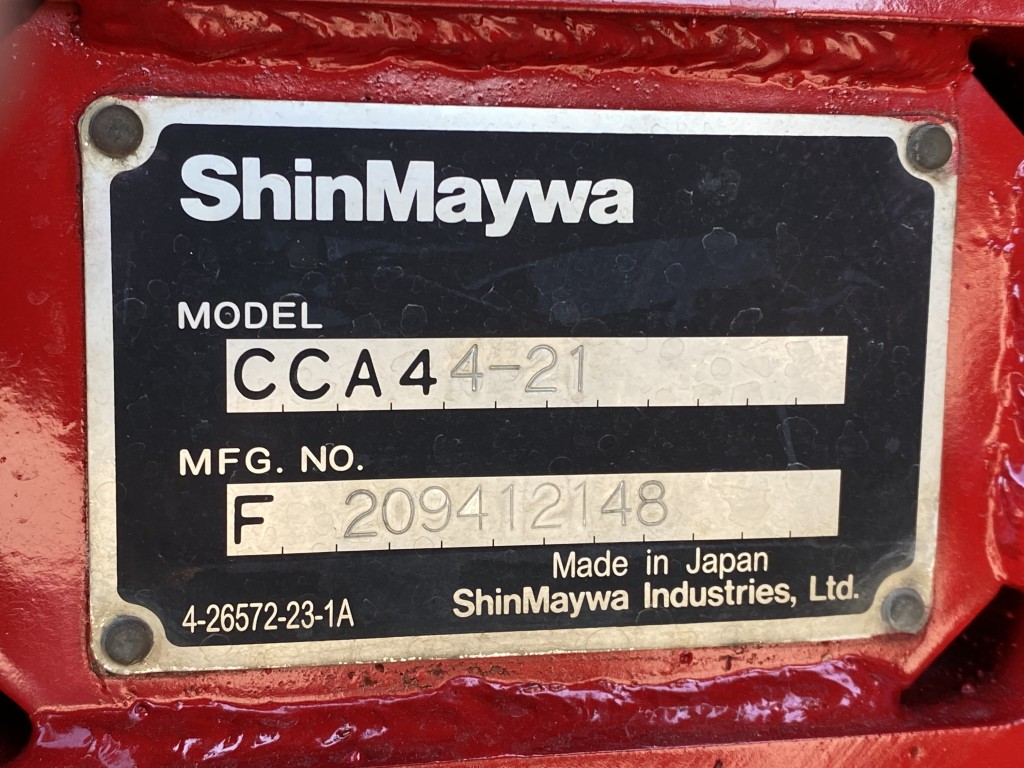 ShinMaywa
MODEL
CCA44-21
MFG. NO.
F 209412148
Made in Japan
4-26572-23-1A ShinMaywa Industries, Ltd.